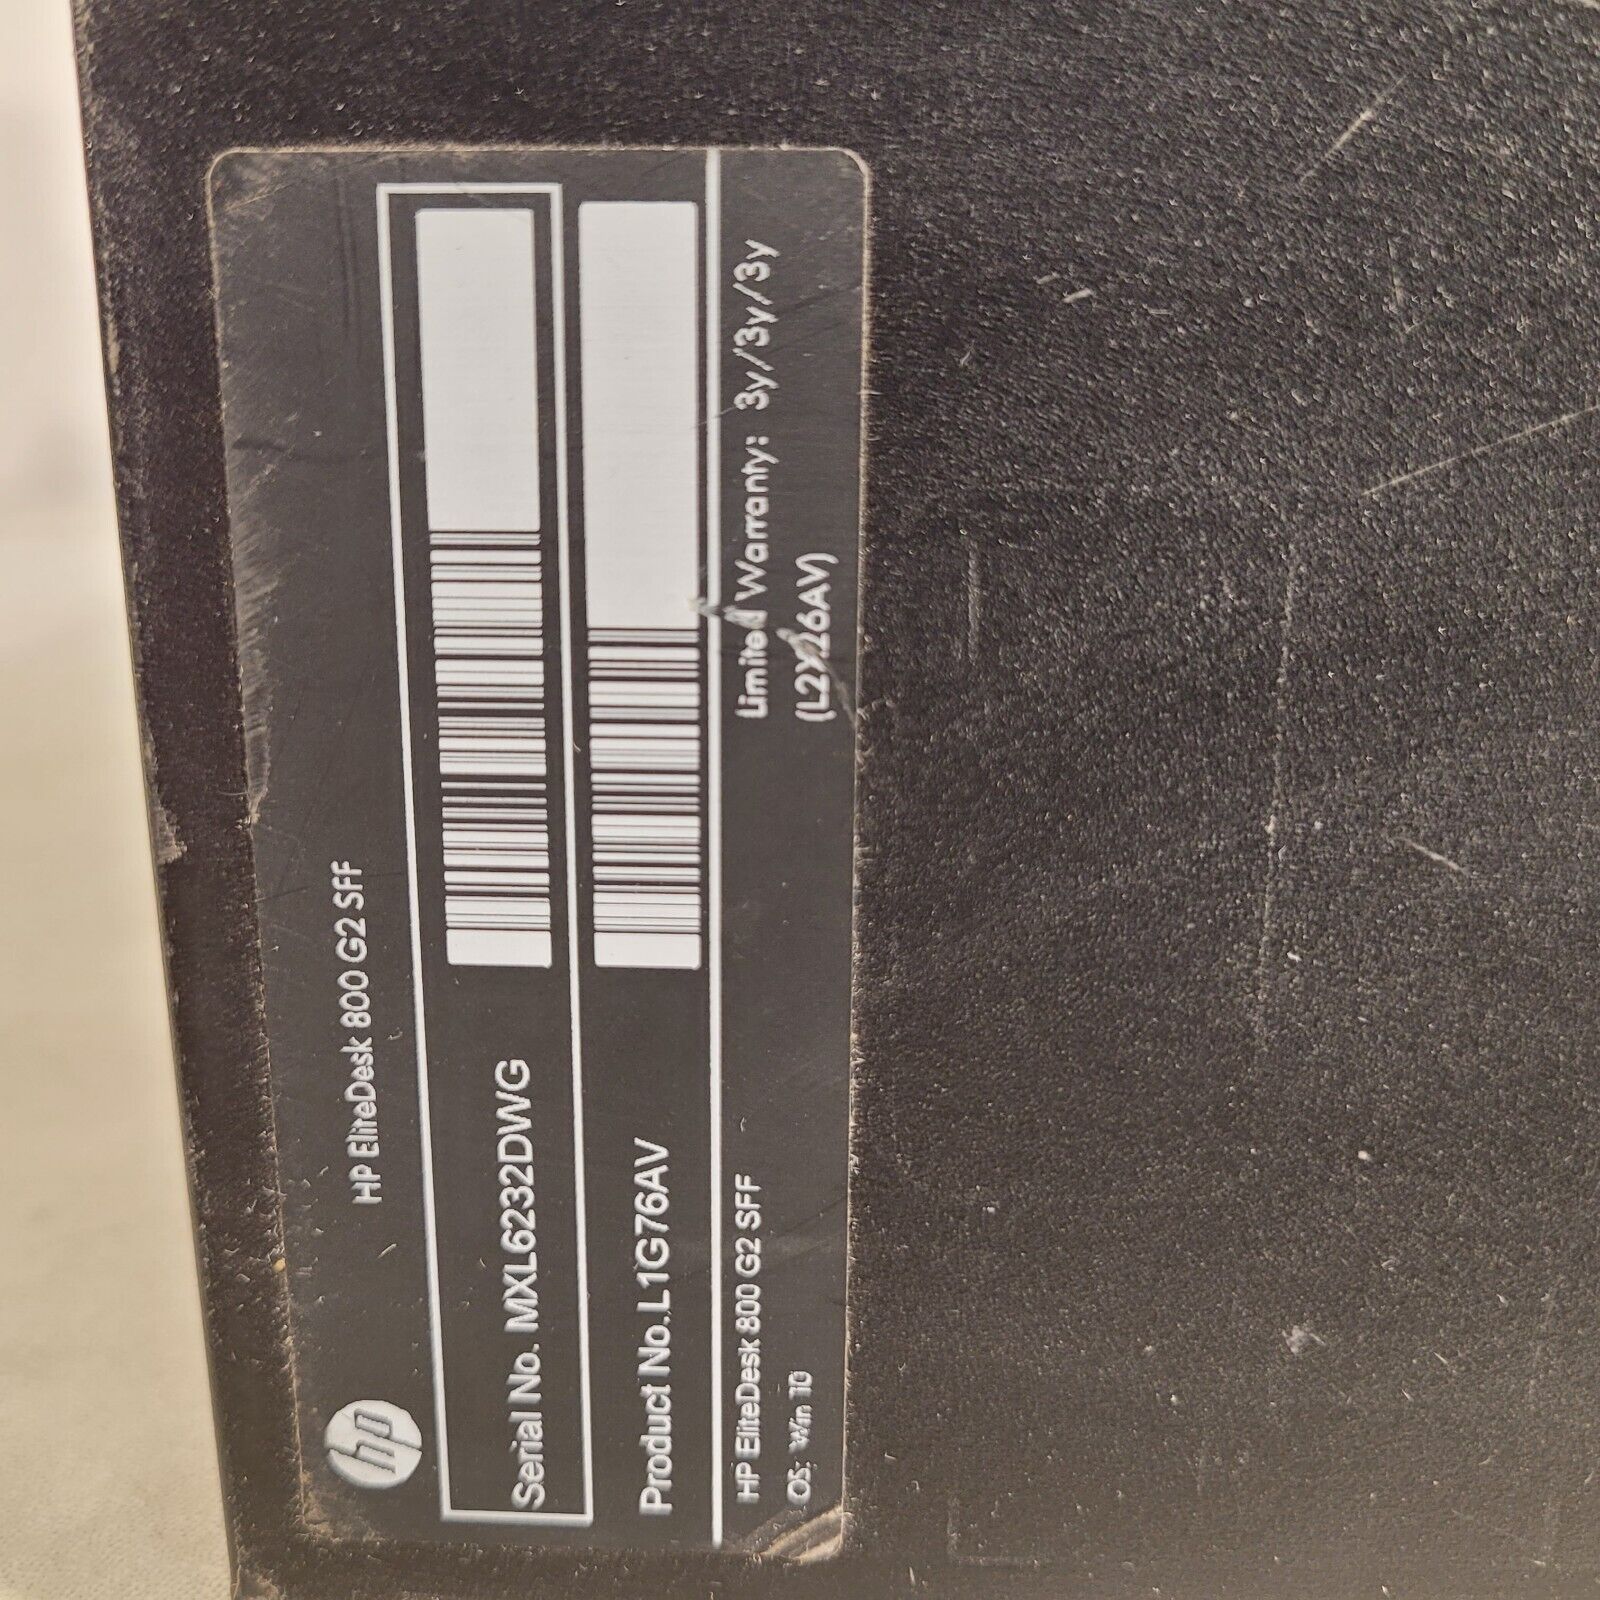 hp
HP EliteDesk 800 G2 SFF
Serial No. MXL6232DWG
Product No.L1G76AV
HP EliteDesk 800 G2 SFF
Limited Warranty: 3y/3y/3y
OS: Win 10
(L2Y26AV)